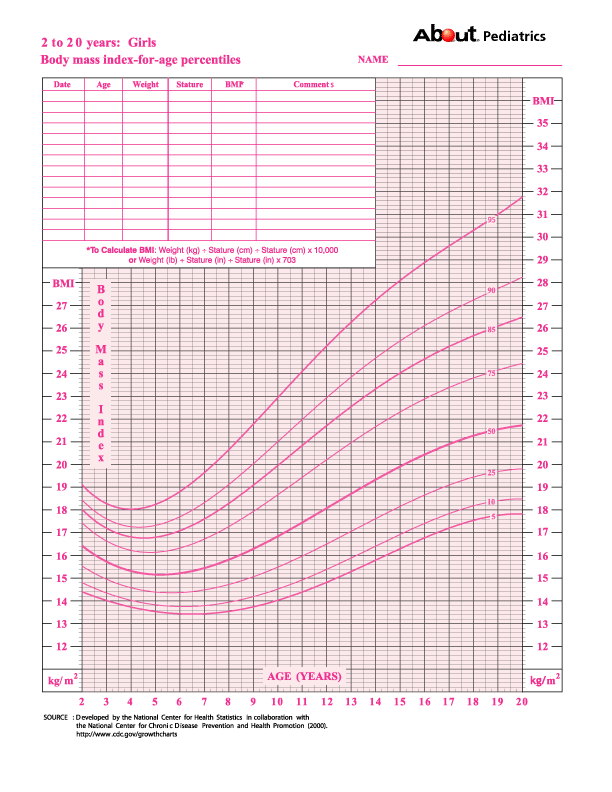 About. Pediatrics
2 to 20 years: Girls
Body mass index-for-age percentiles
NAME
Date Age Weight Stature BMP Comments
*To Calculate BMI: Weight (kg) ÷ Stature (cm) ÷ Stature (cm) x 10,000
or Weight (lb) ÷ Stature (in) ÷ Stature (in) x 703
BMI
35
34
33
32
31
30
29
28
27
26
25
24
23
22
21
20
19
18
17
16
15
14
13
12
kg/m²
BMI
27
26
25
24
23
22
21
20
19
18
17
16
15
14
13
12
kg/m²
Body Mass Index
95
90
85
75
50
25
10
5
AGE (YEARS)
2 3 4 5 6 7 8 9 10 11 12 13 14 15 16 17 18 19 20
SOURCE : Developed by the National Center for Health Statistics in collaboration with
the National Center for Chronic Disease Prevention and Health Promotion (2000).
http://www.cdc.gov/growthcharts